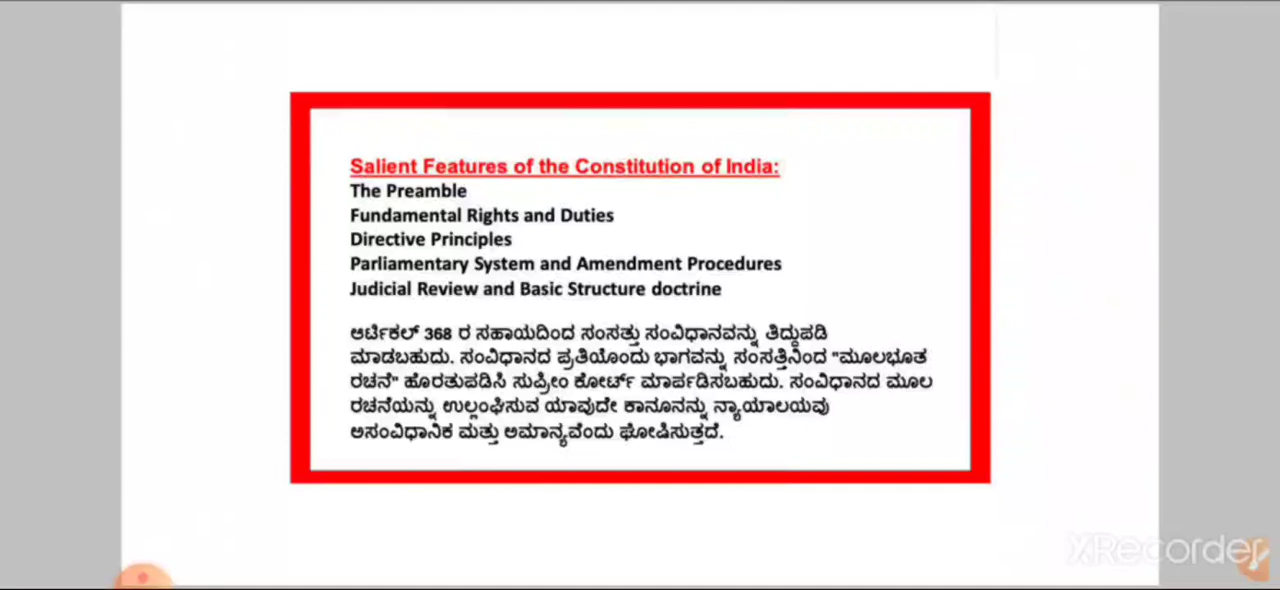 Salient Features of the Constitution of India:
The Preamble
Fundamental Rights and Duties
Directive Principles
Parliamentary System and Amendment Procedures
Judicial Review and Basic Structure doctrine
ಆರ್ಟಿಕಲ್ 368 ರ ಸಹಾಯದಿಂದ ಸಂಸತ್ತು ಸಂವಿಧಾನವನ್ನು ತಿದ್ದುಪಡಿ
ಮಾಡಬಹುದು. ಸಂವಿಧಾನದ ಪ್ರತಿಯೊಂದು ಭಾಗವನ್ನು ಸಂಸತ್ತಿನಿಂದ "ಮೂಲಭೂತ
ರಚನೆ" ಹೊರತುಪಡಿಸಿ ಸುಪ್ರೀಂ ಕೋರ್ಟ್ ಮಾರ್ಪಡಿಸಬಹುದು. ಸಂವಿಧಾನದ ಮೂಲ
ರಚನೆಯನ್ನು ಉಲ್ಲಂಘಿಸುವ ಯಾವುದೇ ಕಾನೂನನ್ನು ನ್ಯಾಯಾಲಯವು
ಅಸಂವಿಧಾನಿಕ ಮತ್ತು ಅಮಾನ್ಯವೆಂದು ಘೋಷಿಸುತ್ತದೆ.
XRecorder